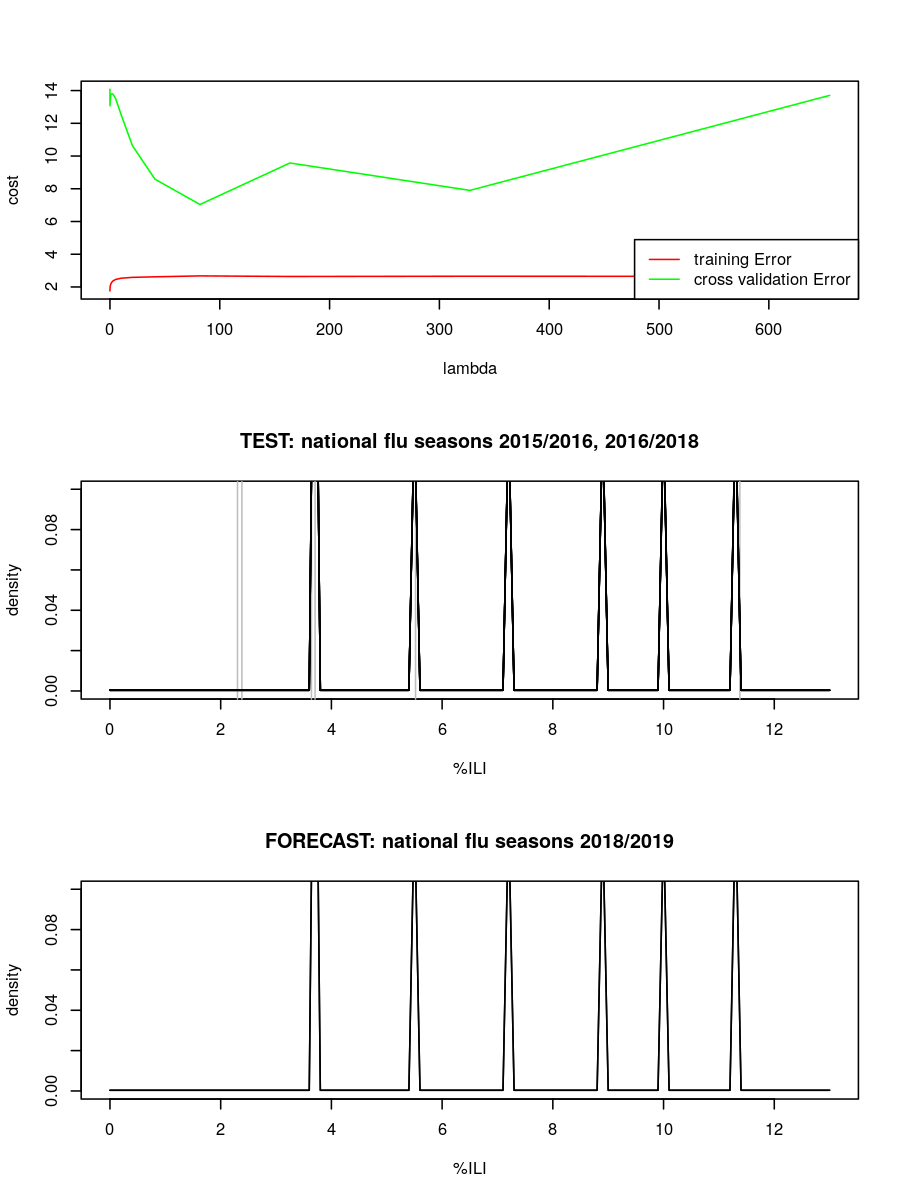 14
12
10
8
6
4
2
cost
training Error
cross validation Error
0 100 200 300 400 500 600
lambda
TEST: national flu seasons 2015/2016, 2016/2018
0.08
0.04
0.00
density
0 2 4 6 8 10 12
%ILI
FORECAST: national flu seasons 2018/2019
0.08
0.04
0.00
density
0 2 4 6 8 10 12
%ILI